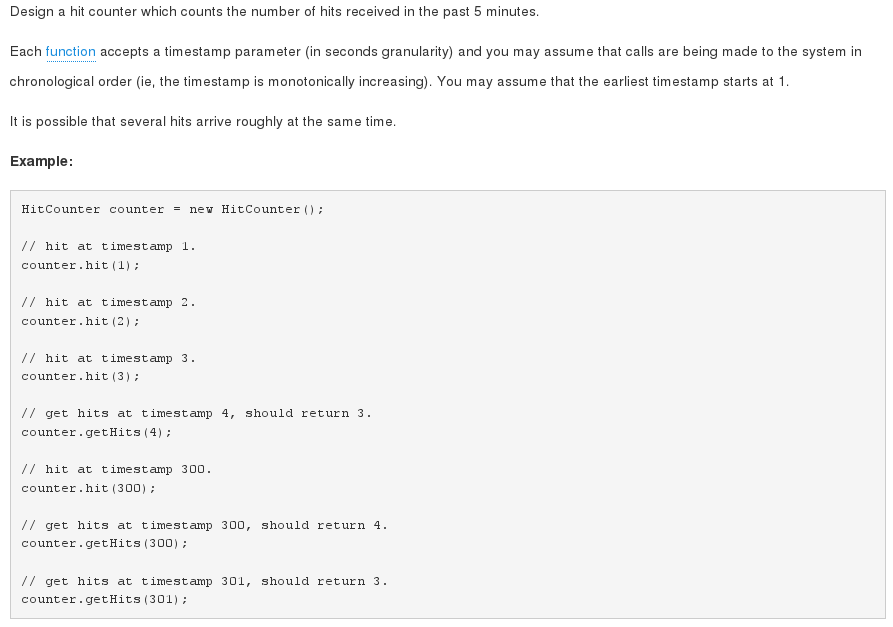 Design a hit counter which counts the number of hits received in the past 5 minutes.
Each function accepts a timestamp parameter (in seconds granularity) and you may assume that calls are being made to the system in
chronological order (ie, the timestamp is monotonically increasing). You may assume that the earliest timestamp starts at 1.
It is possible that several hits arrive roughly at the same time.
Example:
HitCounter counter = new HitCounter();
// hit at timestamp 1.
counter.hit(1);
// hit at timestamp 2.
counter.hit(2);
// hit at timestamp 3.
counter.hit(3);
// get hits at timestamp 4, should return 3.
counter.getHits(4);
// hit at timestamp 300.
counter.hit(300);
// get hits at timestamp 300, should return 4.
counter.getHits(300);
// get hits at timestamp 301, should return 3.
counter.getHits(301);